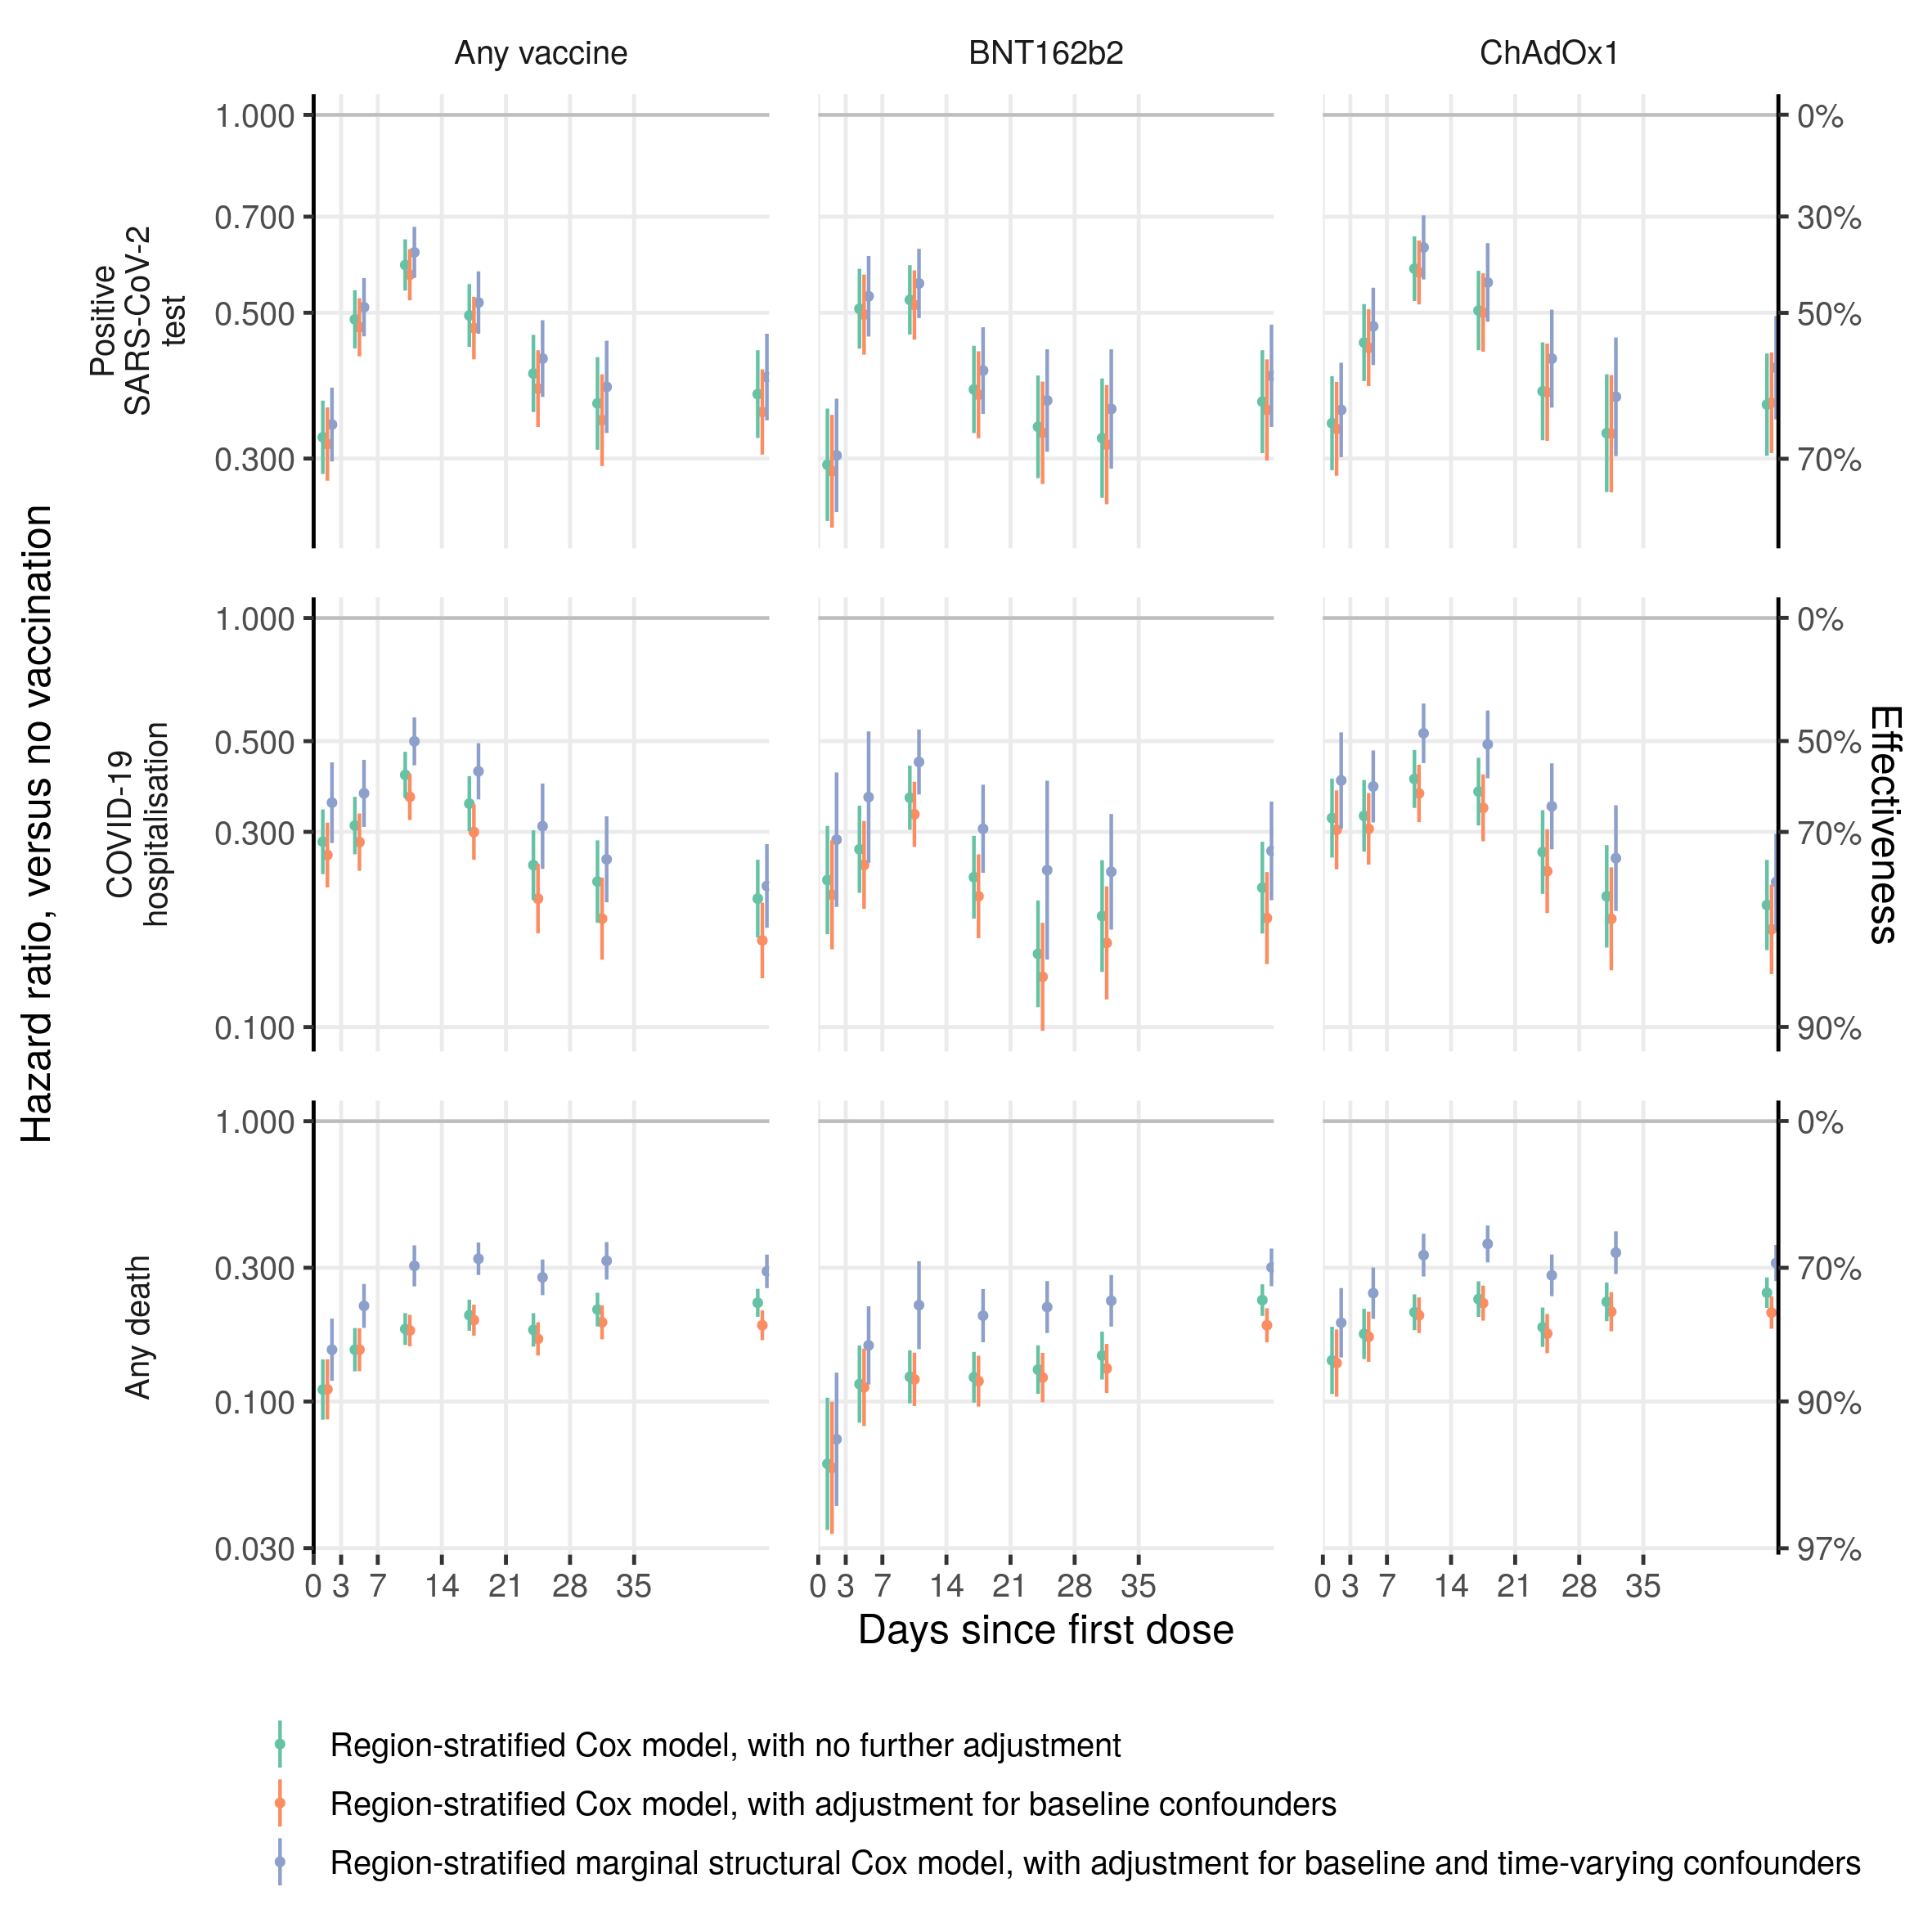 Any vaccine
BNT162b2
ChAdOx1
Hazard ratio, versus no vaccination
Positive
SARS-CoV-2
test
1.000
0.700
0.500
0.300
0%
30%
50%
70%
COVID-19
hospitalisation
1.000
0.500
0.300
0.100
0%
50%
70%
90%
Effectiveness
Any death
1.000
0.300
0.100
0.030
0%
70%
90%
97%
0 3 7 14 21 28 35
0 3 7 14 21 28 35
0 3 7 14 21 28 35
Days since first dose
Region-stratified Cox model, with no further adjustment
Region-stratified Cox model, with adjustment for baseline confounders
Region-stratified marginal structural Cox model, with adjustment for baseline and time-varying confounders